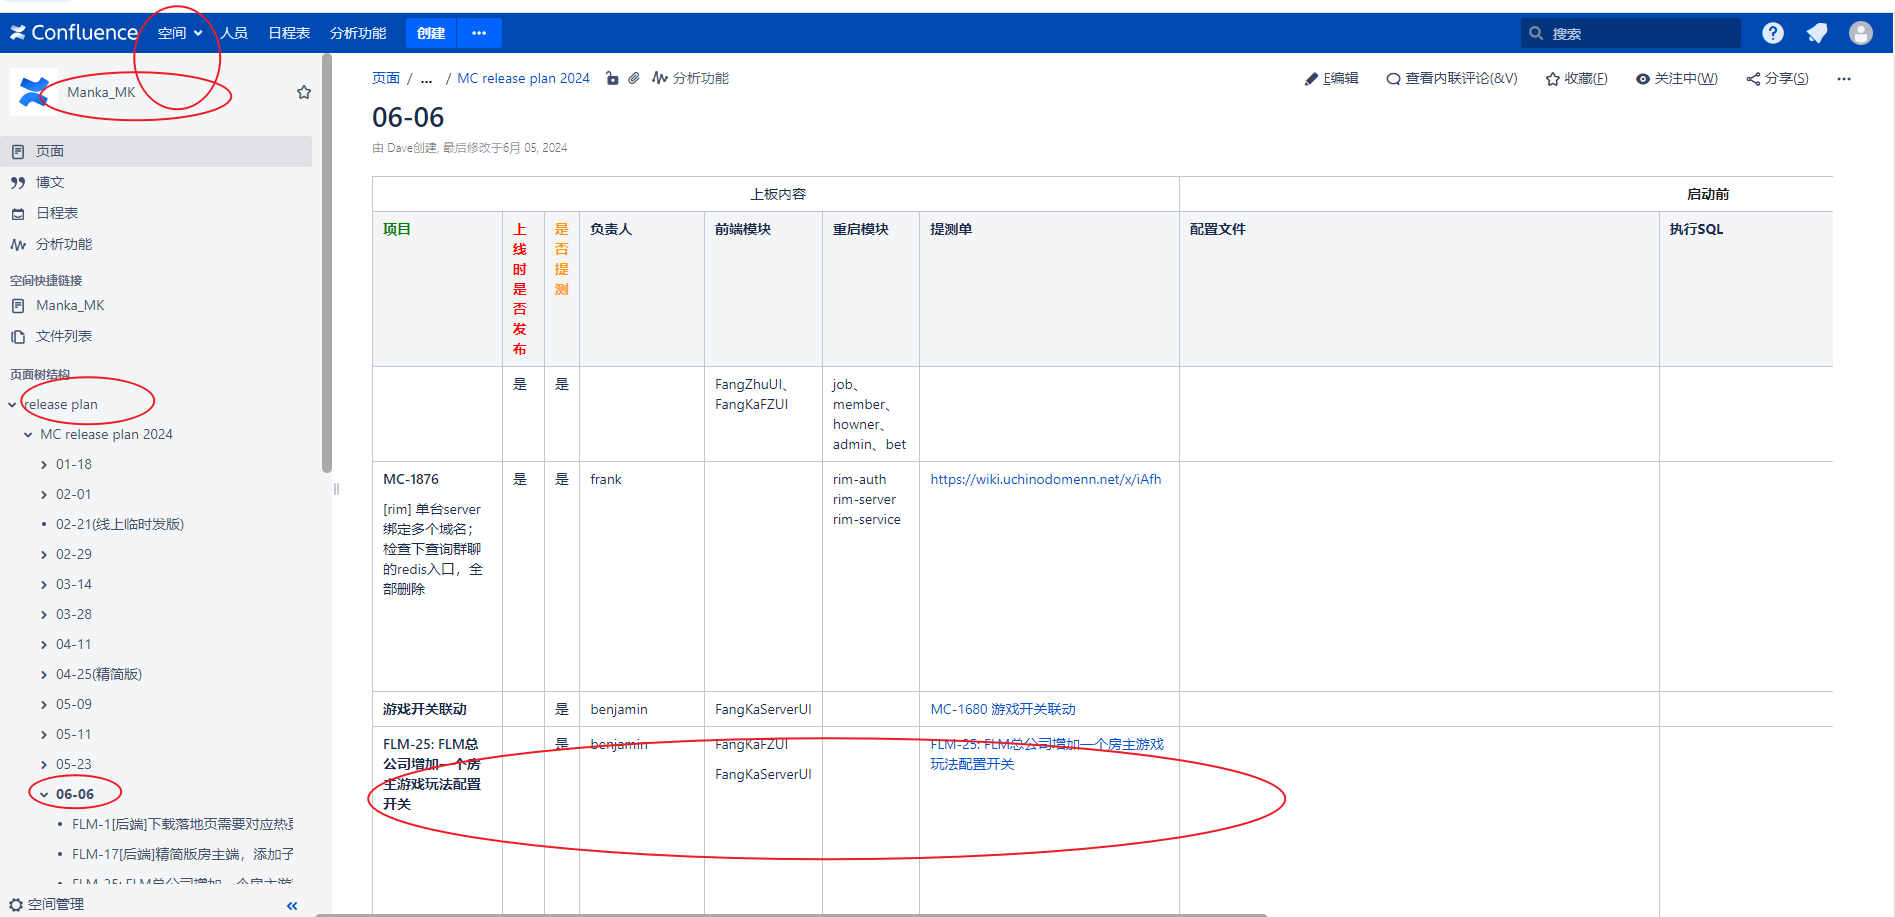 Confluence
空间
人员
日程表
分析功能
创建
搜索
Manka_MK
页面
博文
日程表
分析功能
空间快捷链接
Manka_MK
文件列表
页面树结构
release plan
MC release plan 2024
01-18
02-01
02-21(线上临时发版)
02-29
03-14
03-28
04-11
04-25(精简版)
05-09
05-11
05-23
06-06
FLM-1[后端]下载落地页需要对应热
FLM-17[后端]精简版房主端，添加子
FLM-25: FLM总公司增加一个房主游
空间管理
页面 / ... / MC release plan 2024 分析功能
E编辑
查看内联评论(&V)
收藏(F)
关注中(W)
分享(S)
06-06
由 Dave创建, 最后修改于6月 05, 2024
上板内容
启动前
项目
上线时是否发布
是否提测
负责人
前端模块
重启模块
提测单
配置文件
执行SQL
是
是
FangZhuUI、
FangKaFZUI
job、
member、
howner、
admin、bet
MC-1876
[rim] 单台server
绑定多个域名；
检查下查询群聊
的redis入口，全
部删除
是
是
frank
rim-auth
rim-server
rim-service
https://wiki.uchinodomenn.net/x/iAfh
游戏开关联动
是
benjamin
FangKaServerUI
MC-1680 游戏开关联动
FLM-25: FLM总
公司增加一个房
主游戏玩法配置
开关
是
benjamin
FangKaFZUI
FangKaServerUI
FLM-25: FLM总公司增加一个房主游戏
玩法配置开关